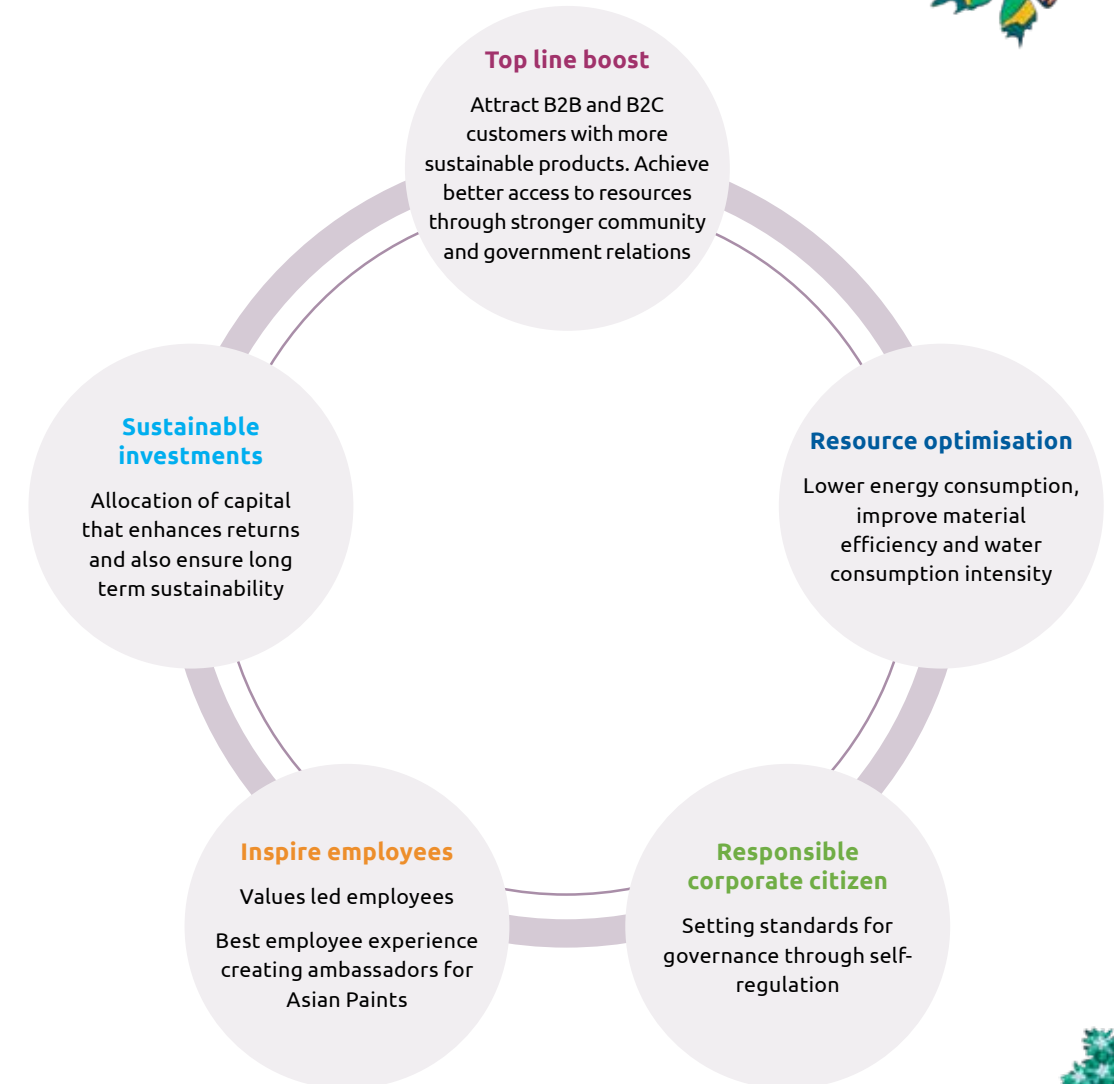 Top line boost
Attract B2B and B2C
customers with more
sustainable products. Achieve
better access to resources
through stronger community
and government relations
Resource optimisation
Lower energy consumption,
improve material
efficiency and water
consumption intensity
Responsible
corporate citizen
Setting standards for
governance through self-
regulation
Inspire employees
Values led employees
Best employee experience
creating ambassadors for
Asian Paints
Sustainable
investments
Allocation of capital
that enhances returns
and also ensure long
term sustainability